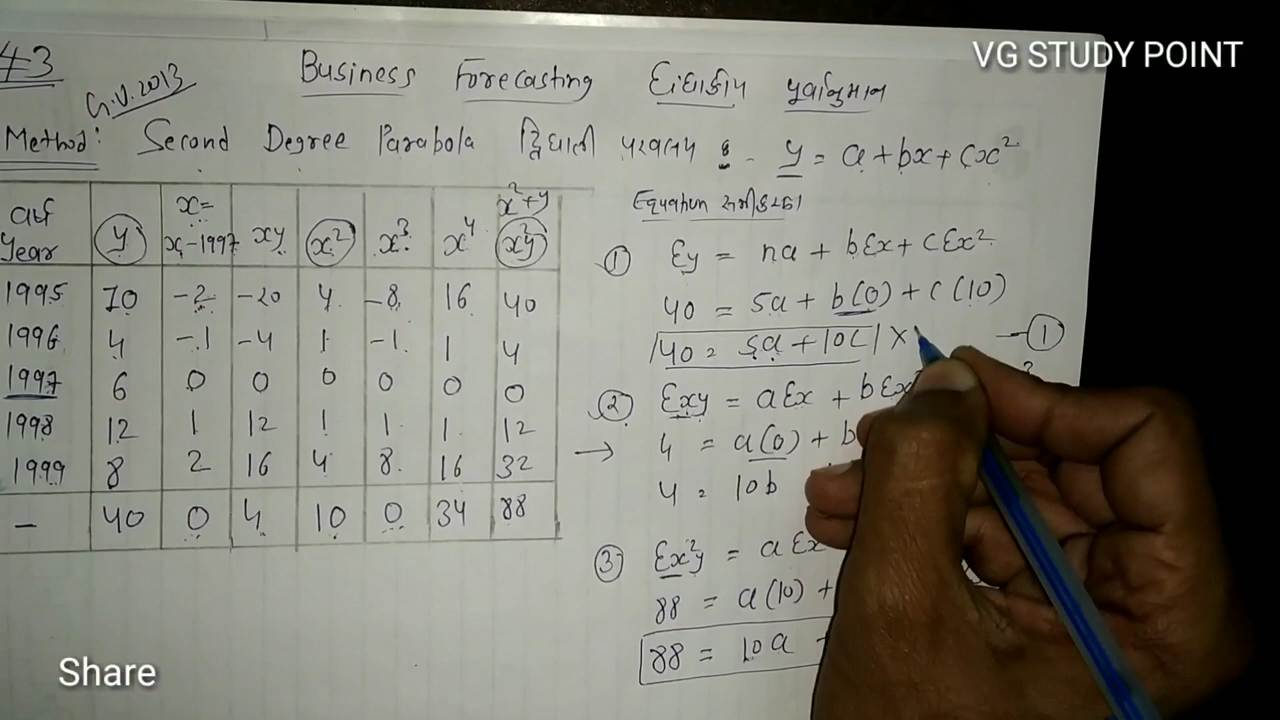 VG STUDY POINT
#3
G.U. 2013
Business Forecasting ધંધાકીય પૂર્વાનુમાન
Method: Second Degree Parabola દ્વિઘાતી પરવલય :- y = a + bx + cx²
વર્ષ Year | y | x = x-1997 | xy | x² | x³ | x⁴ | x²+y x²y
1995 | 10 | -2 | -20 | 4 | -8 | 16 | 40
1996 | 4 | -1 | -4 | 1 | -1 | 1 | 4
1997 | 6 | 0 | 0 | 0 | 0 | 0 | 0
1998 | 12 | 1 | 12 | 1 | 1 | 1 | 12
1999 | 8 | 2 | 16 | 4 | 8 | 16 | 32
– | 40 | 0 | 4 | 10 | 0 | 34 | 88
Equation સમીકરણ
① Σy = na + bΣx + cΣx²
40 = 5a + b(0) + c(10)
40 = 5a + 10c × — ①
② Σxy = aΣx + bΣx²
→ 4 = a(0) + b
4 = 10b
③ Σx²y = aΣx
88 = a(10) +
88 = 10a +
Share